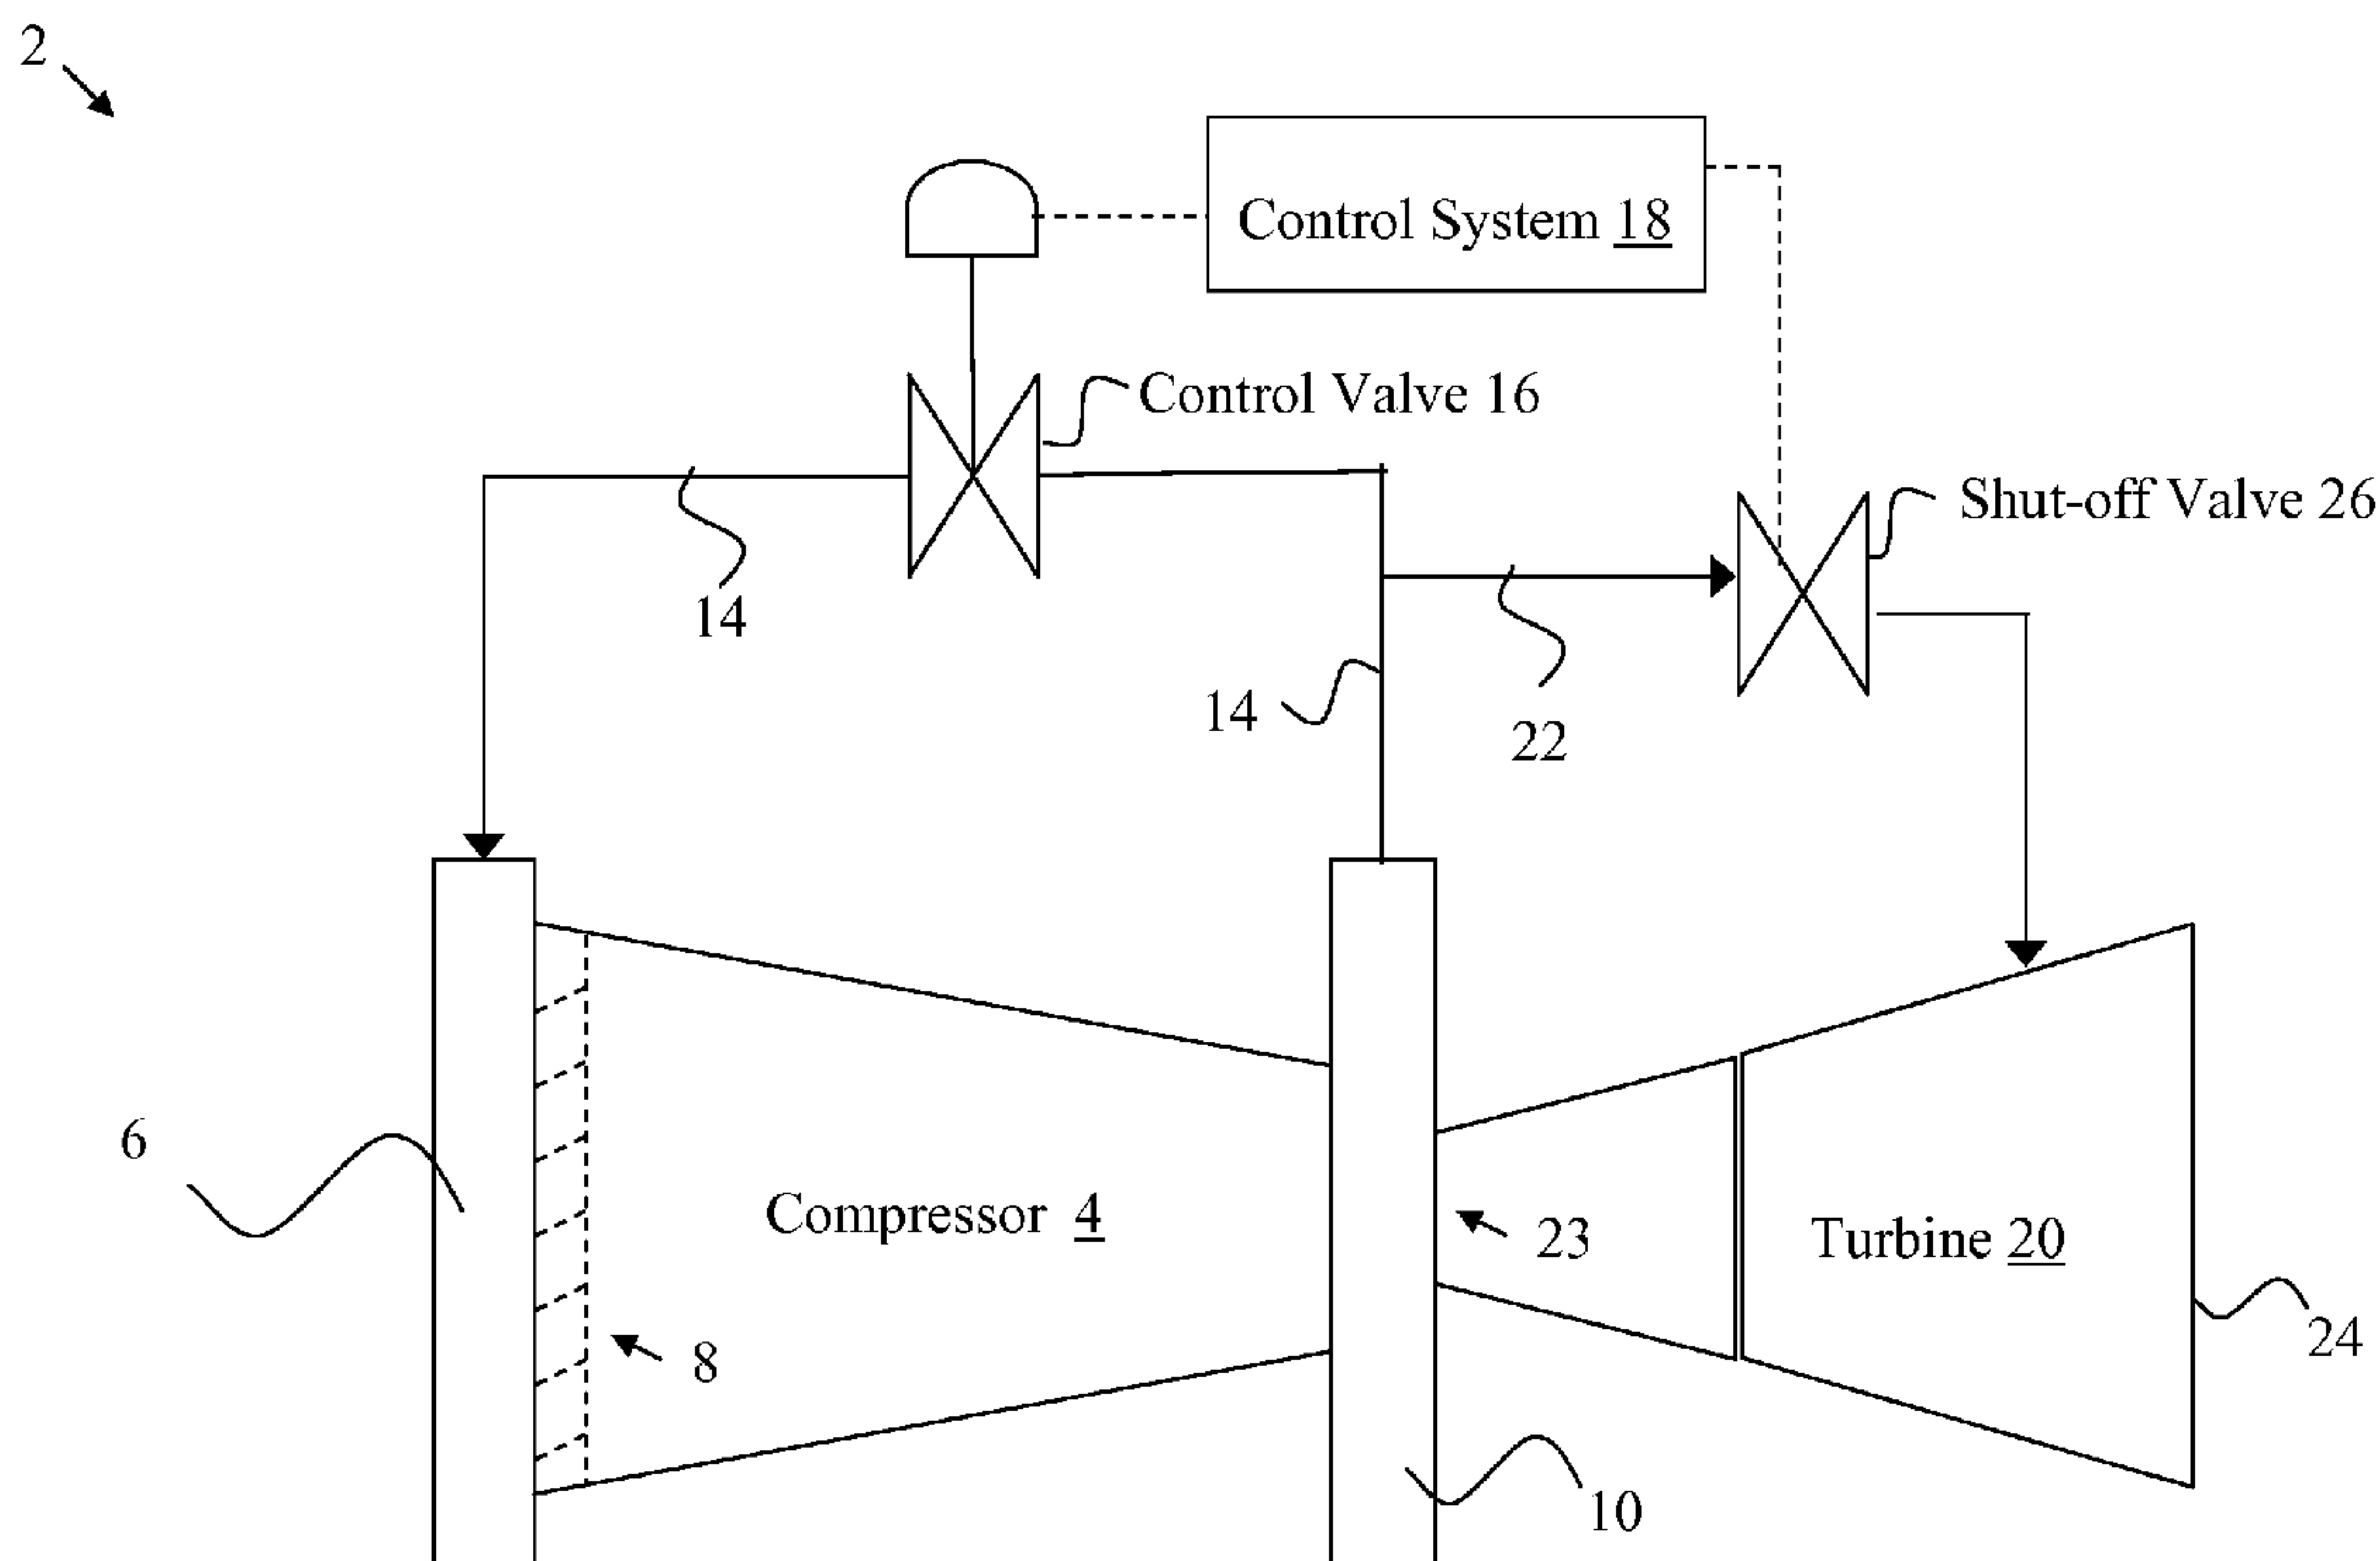 2
Control System 18
Control Valve 16
Shut-off Valve 26
14
14
22
6
Compressor 4
23
Turbine 20
8
24
10